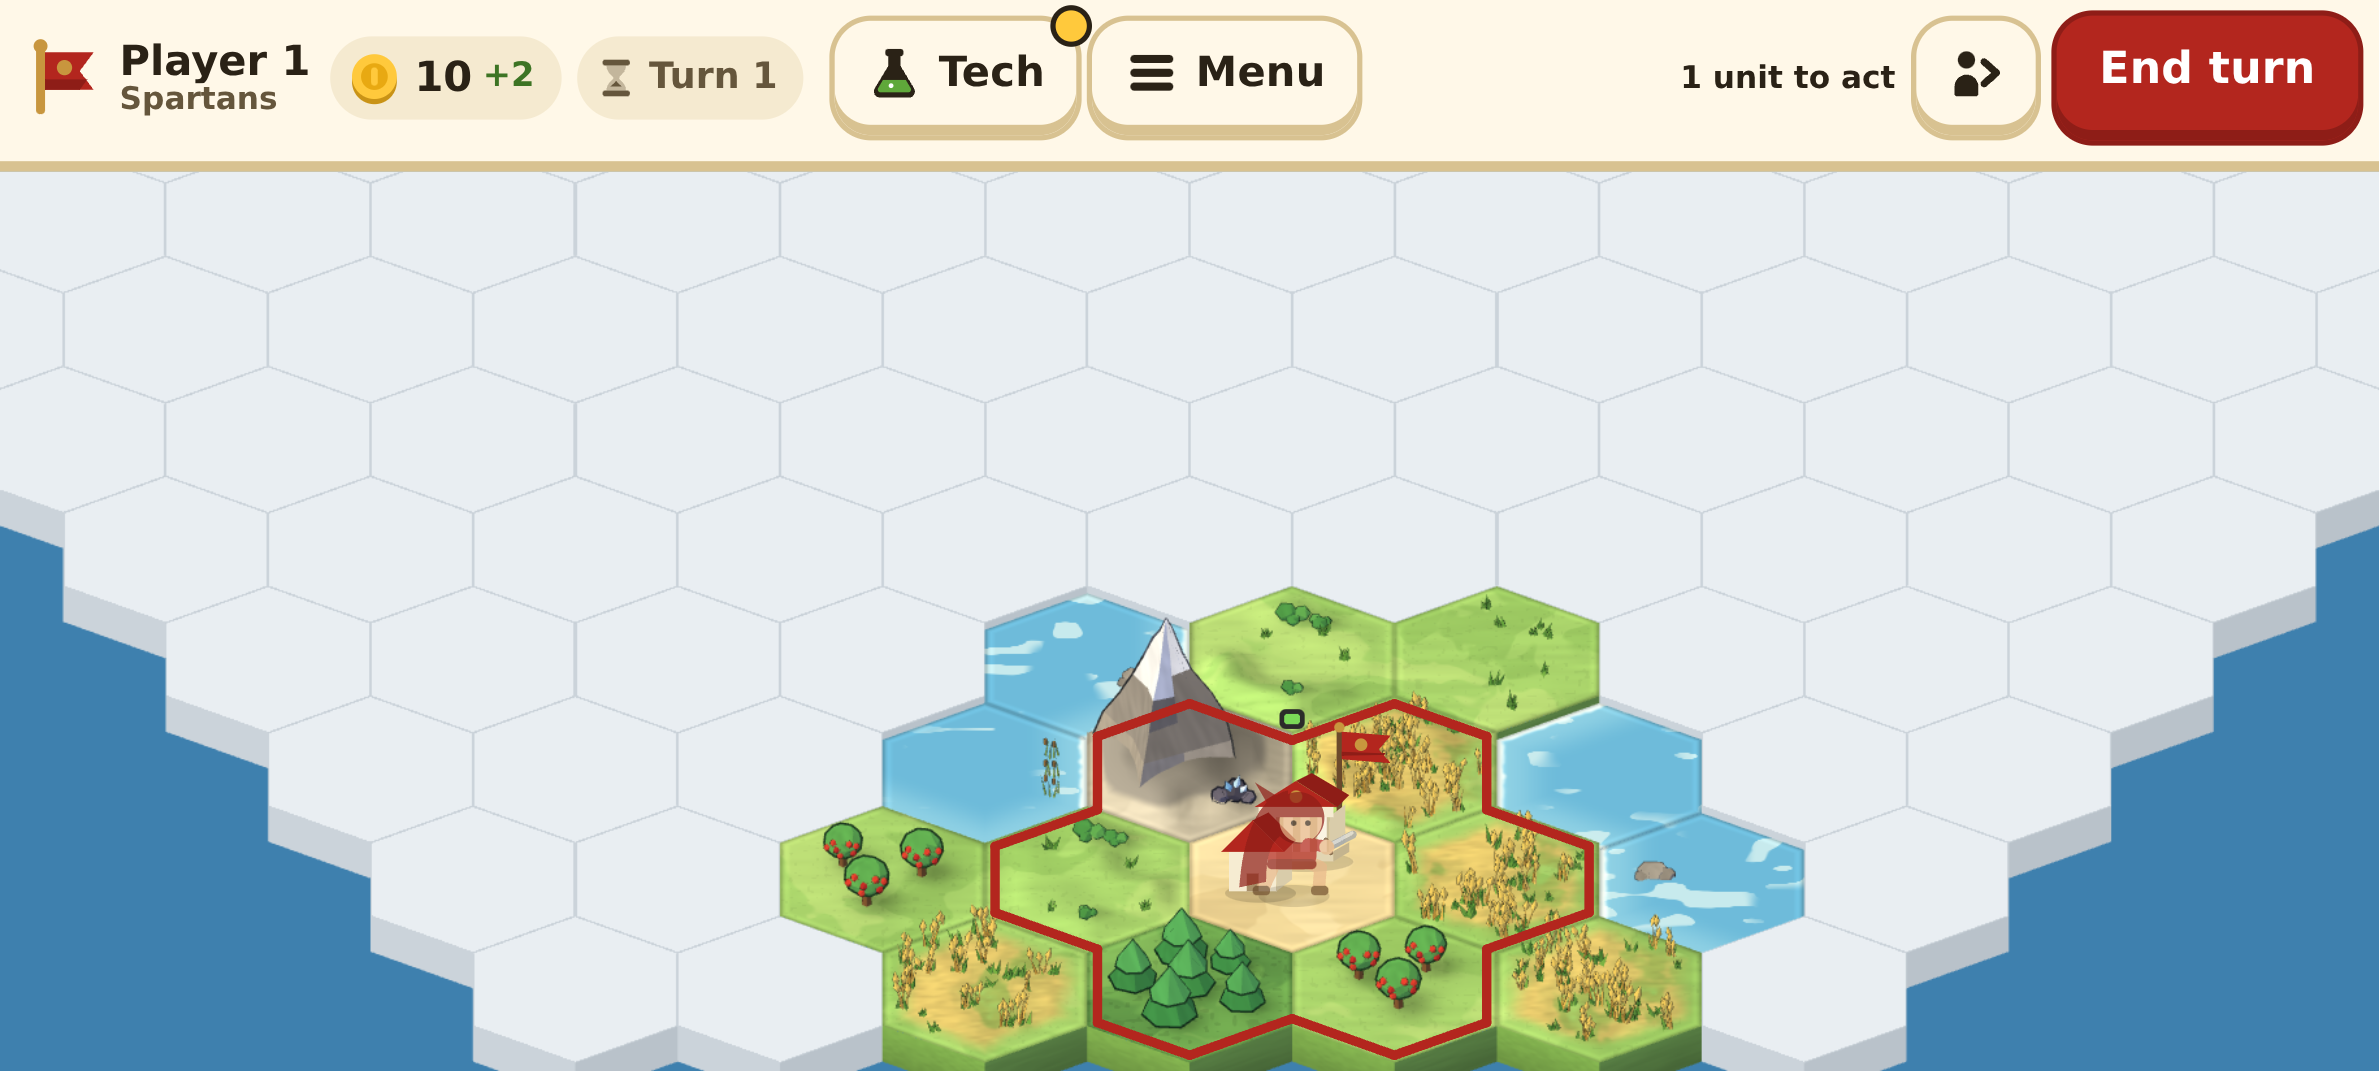 Player 1
Spartans
10 +2
Turn 1
Tech
Menu
1 unit to act
End turn